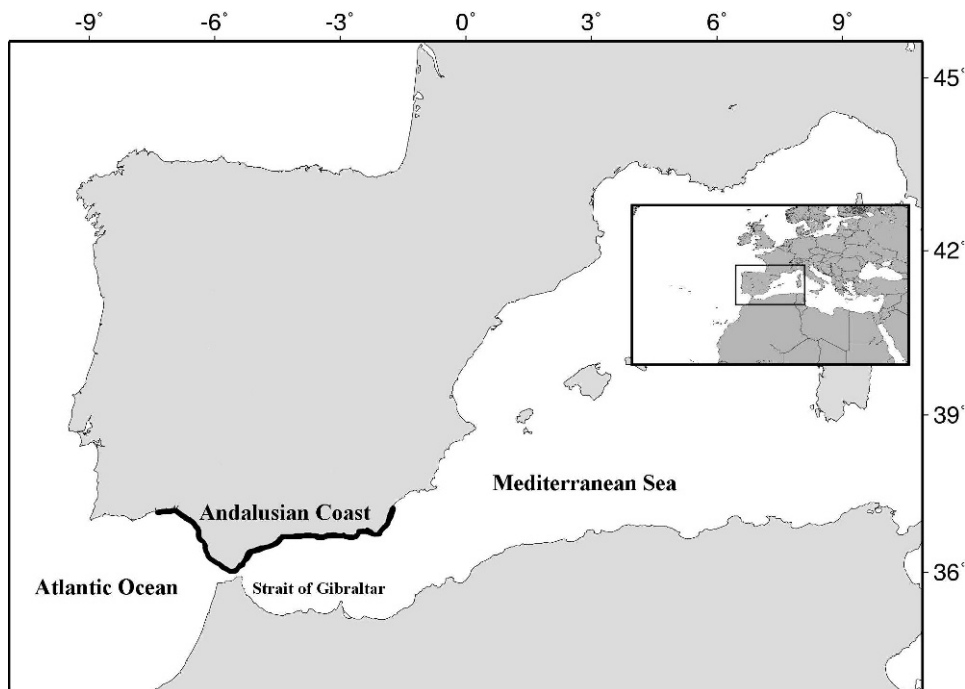 -9° -6° -3° 0° 3° 6° 9°
45°
42°
39°
Mediterranean Sea
Andalusian Coast
36°
Atlantic Ocean
Strait of Gibraltar